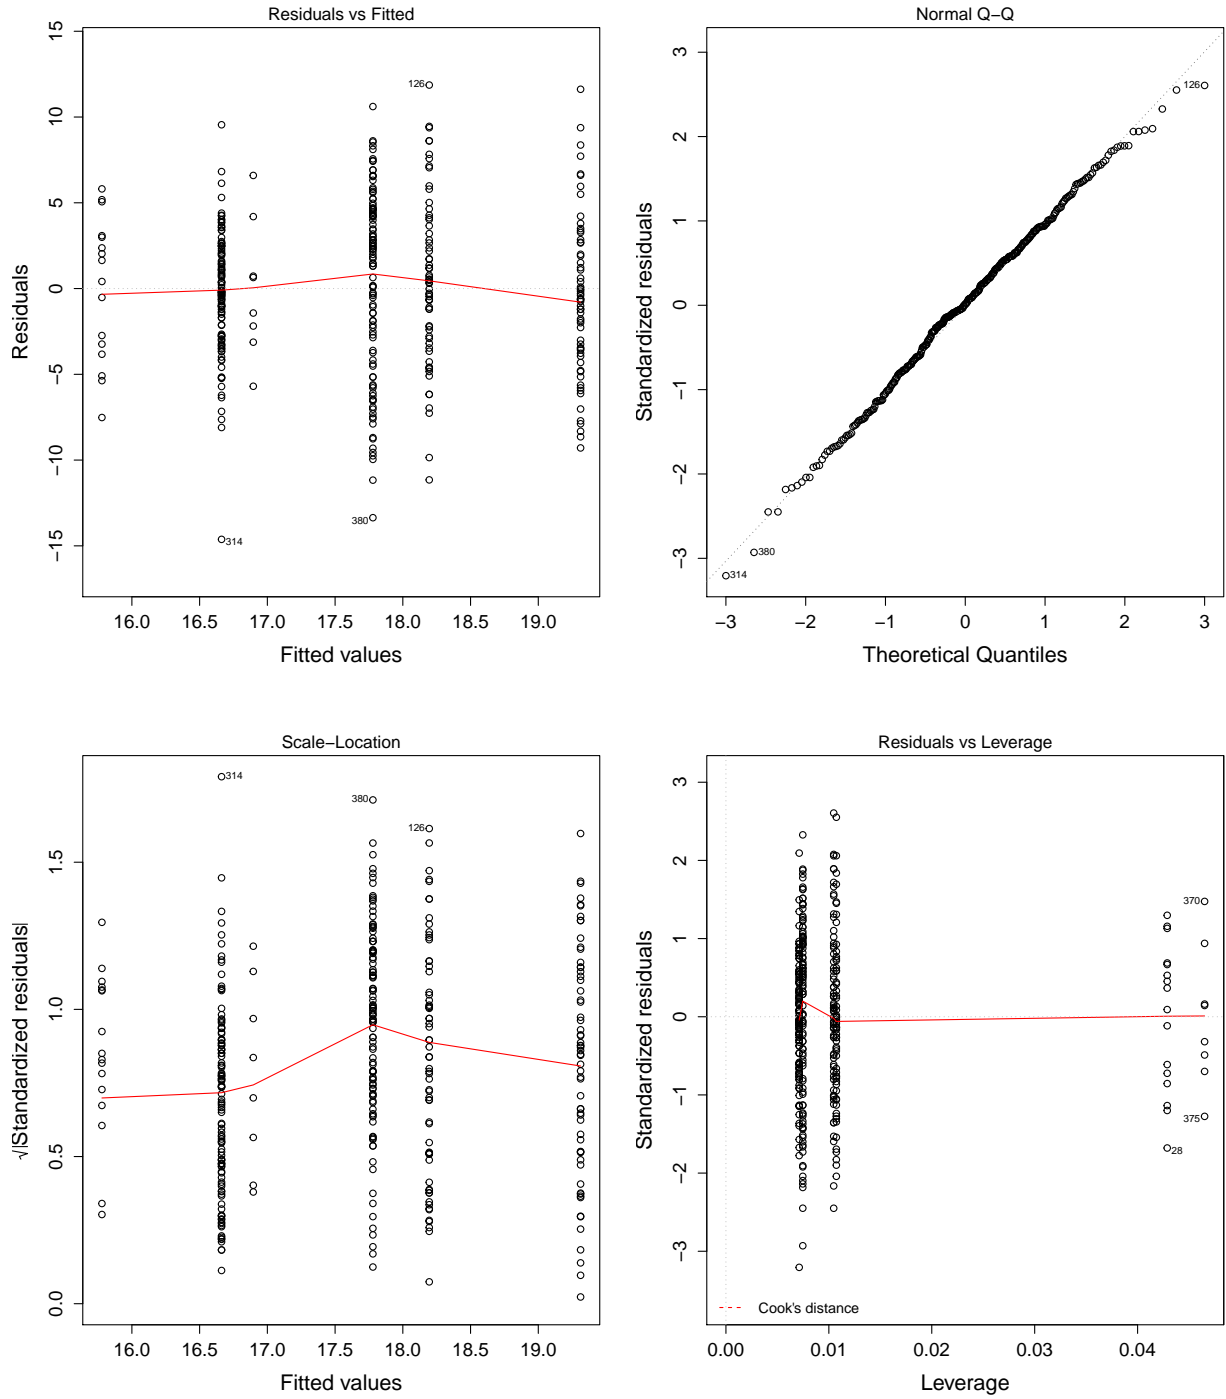 Residuals vs Fitted
15
10
5
0
−5
−10
−15
Residuals
126
380
314
16.0 16.5 17.0 17.5 18.0 18.5 19.0
Fitted values
Normal Q−Q
3
2
1
0
−1
−2
−3
Standardized residuals
126
380
314
−3 −2 −1 0 1 2 3
Theoretical Quantiles
Scale−Location
1.5
1.0
0.5
0.0
√|Standardized residuals|
314
380
126
16.0 16.5 17.0 17.5 18.0 18.5 19.0
Fitted values
Residuals vs Leverage
3
2
1
0
−1
−2
−3
Standardized residuals
370
375
28
Cook's distance
0.00 0.01 0.02 0.03 0.04
Leverage